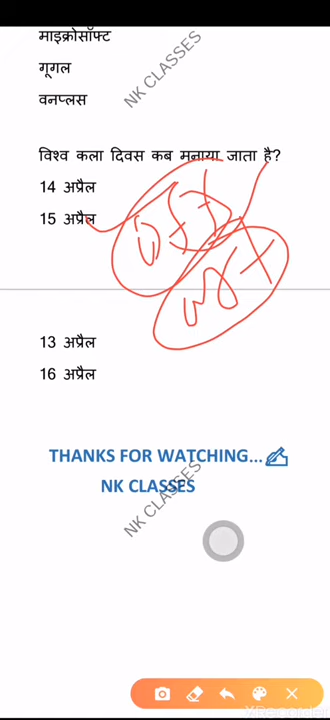 माइक्रोसॉफ्ट
गूगल
वनप्लस
NK CLASSES
विश्व कला दिवस कब मनाया जाता है?
14 अप्रैल
15 अप्रैल
13 अप्रैल
16 अप्रैल
THANKS FOR WATCHING...
NK CLASSES
NK CLASSES